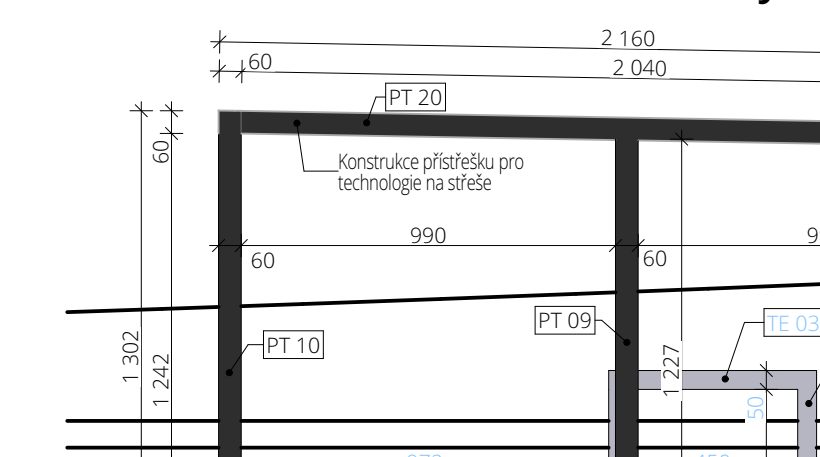 2 160
60
2 040
PT 20
60
Konstrukce přístřešku pro
technologie na střeše
990
60
60
PT 09
TE 03
PT 10
1 302
1 242
1 227
50